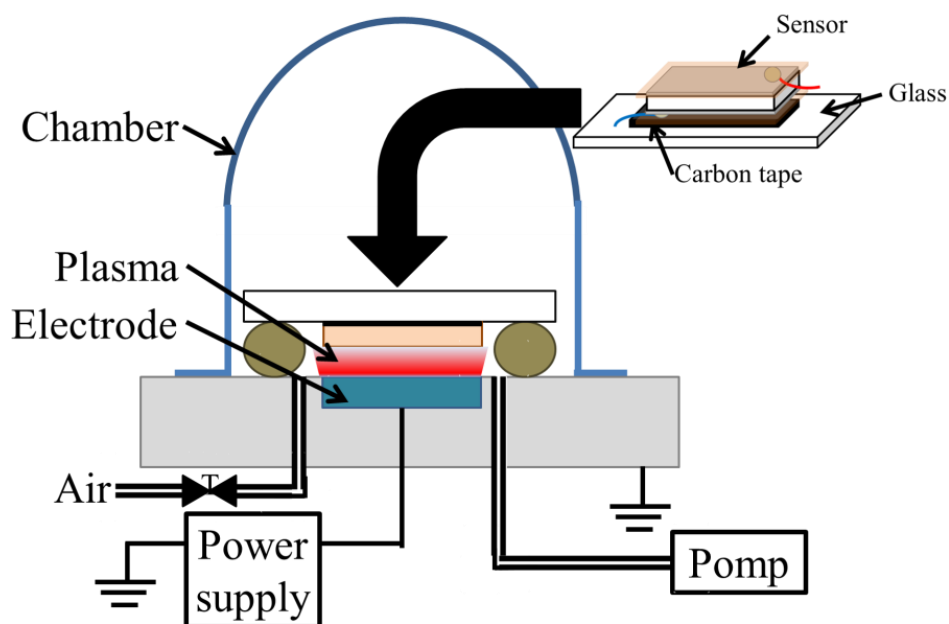 Sensor
Glass
Chamber
Carbon tape
Plasma
Electrode
Air
T
Power
supply
Pomp